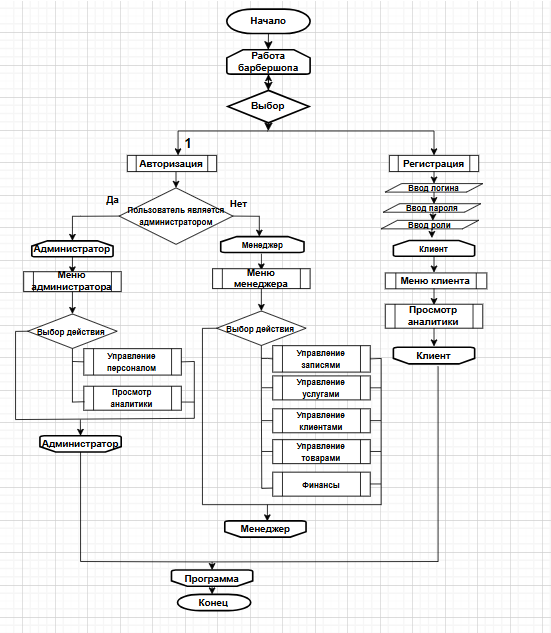 Начало
Работа
барбершопа
Выбор
1
Авторизация
Регистрация
Ввод логина
Ввод пароля
Ввод роли
Да
Нет
Пользователь является
администратором
Администратор
Менеджер
Клиент
Меню
администратора
Меню
менеджера
Меню клиента
Просмотр
аналитики
Выбор действия
Выбор действия
Клиент
Управление
персоналом
Просмотр
аналитики
Управление
записями
Управление
услугами
Управление
клиентами
Управление
товарами
Финансы
Администратор
Менеджер
Программа
Конец